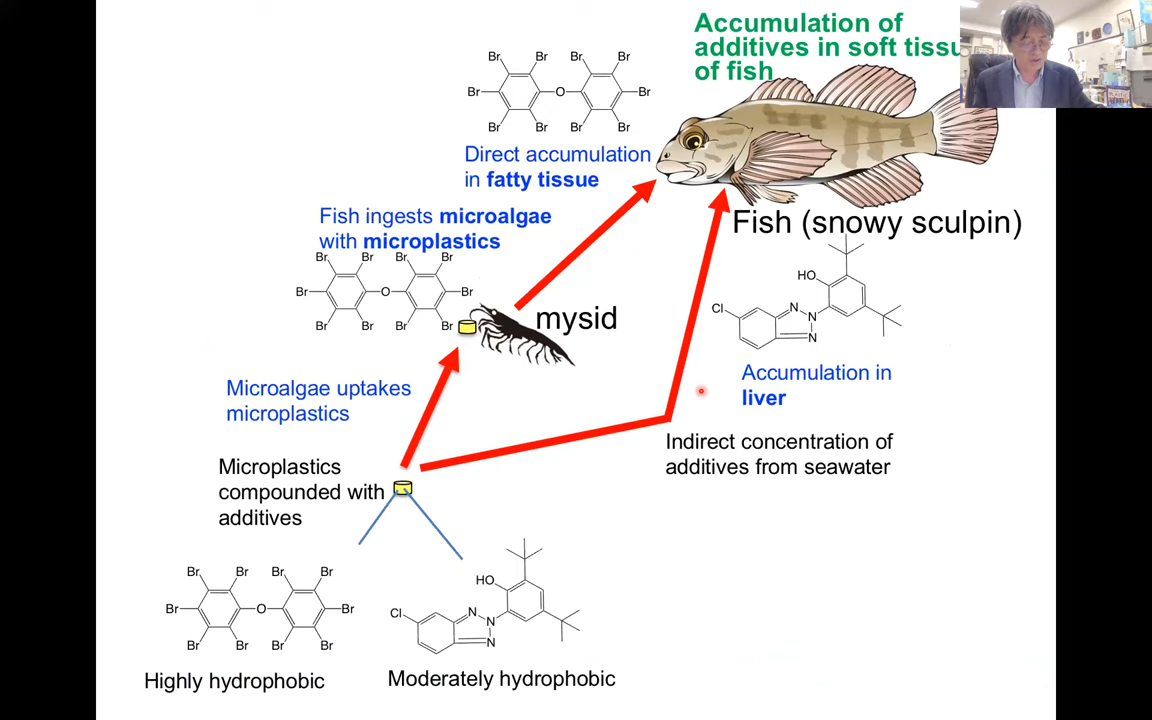 Accumulation of
additives in soft tissu
of fish
Br Br Br Br
Br O Br
Br Br Br Br
Direct accumulation
in fatty tissue
Fish ingests microalgae
with microplastics
Br Br Br Br
Br O Br
Br Br Br Br
mysid
Fish (snowy sculpin)
HO
Cl
N
N
N
Accumulation in
liver
Microalgae uptakes
microplastics
Indirect concentration of
additives from seawater
Microplastics
compounded with
additives
Br Br Br Br
Br O Br
Br Br Br Br
Highly hydrophobic
HO
Cl
N
N
N
Moderately hydrophobic